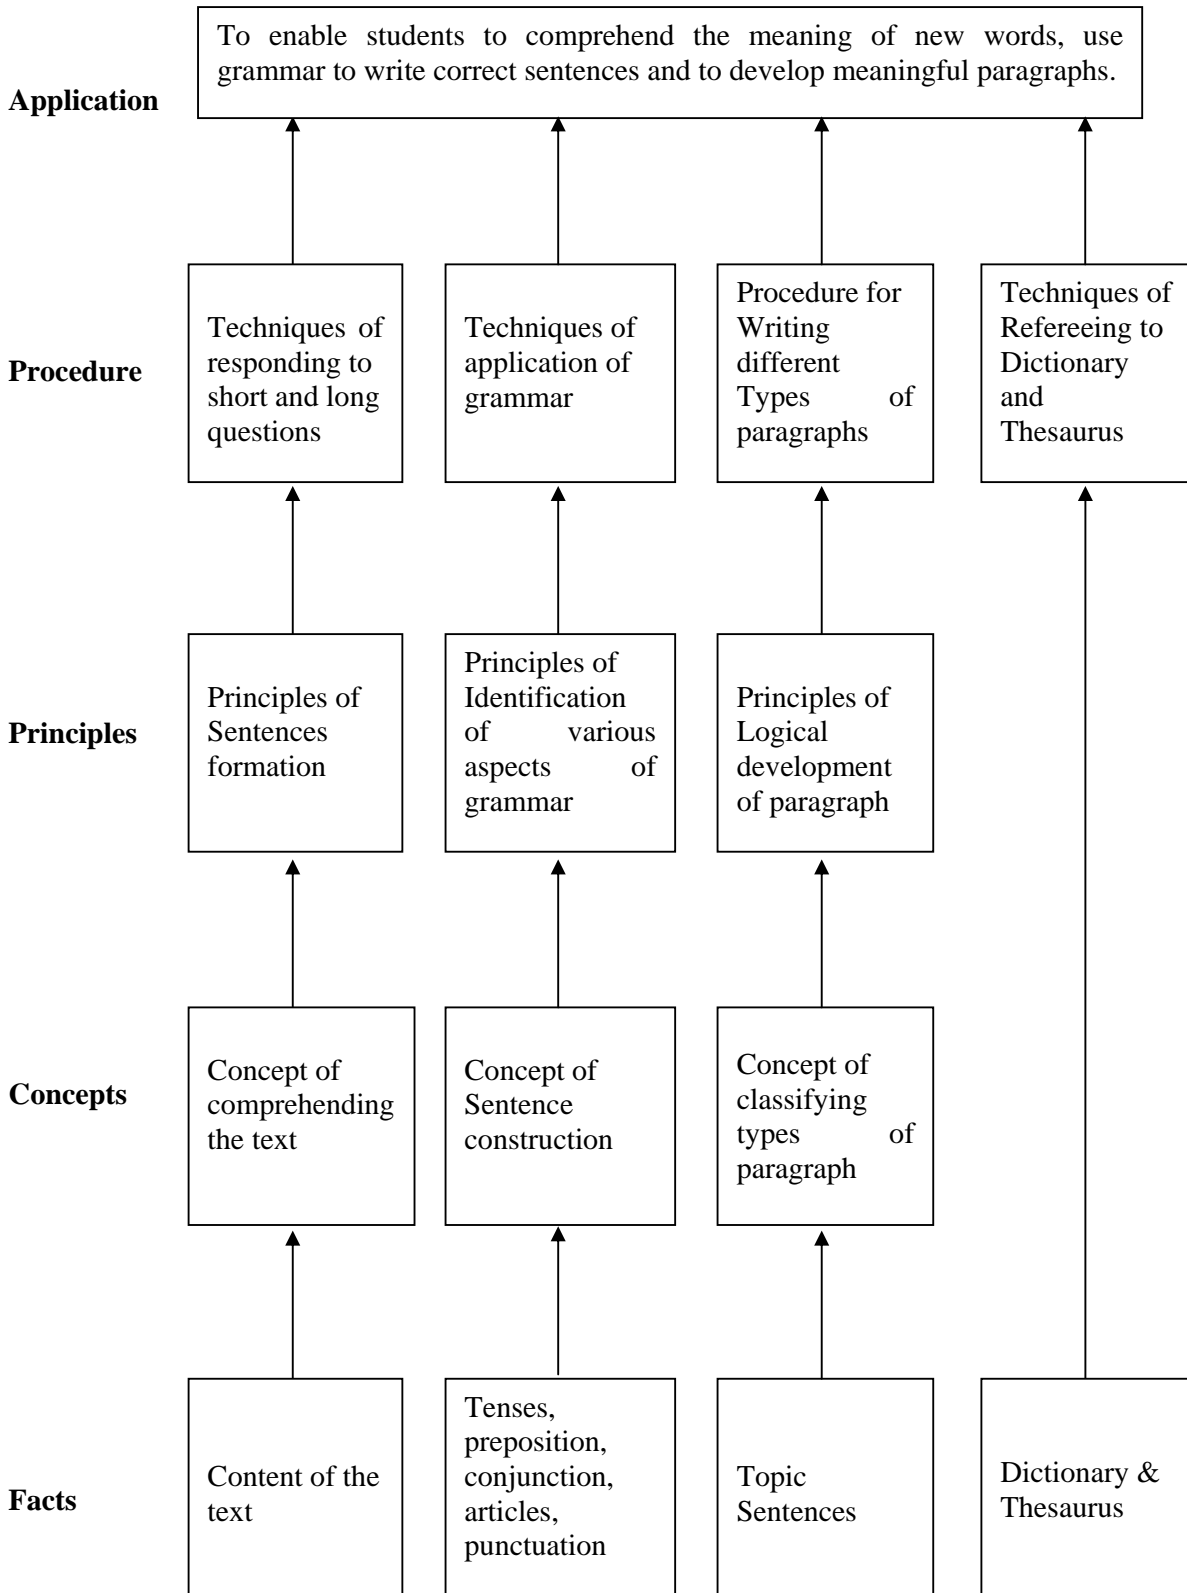 To enable students to comprehend the meaning of new words, use
grammar to write correct sentences and to develop meaningful paragraphs.
Application
Procedure
Techniques of
responding to
short and long
questions
Techniques of
application of
grammar
Procedure for
Writing
different
Types of
paragraphs
Techniques of
Refereeing to
Dictionary
and
Thesaurus
Principles
Principles of
Sentences
formation
Principles of
Identification
of various
aspects of
grammar
Principles of
Logical
development
of paragraph
Concepts
Concept of
comprehending
the text
Concept of
Sentence
construction
Concept of
classifying
types of
paragraph
Facts
Content of the
text
Tenses,
preposition,
conjunction,
articles,
punctuation
Topic
Sentences
Dictionary &
Thesaurus